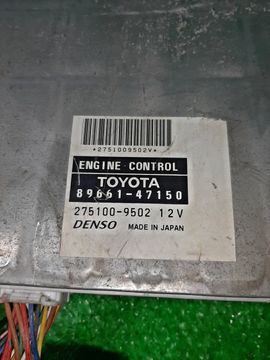 *2751009502V*
ENGINE CONTROL
TOYOTA
89661-47150
275100-9502 12V
DENSO MADE IN JAPAN